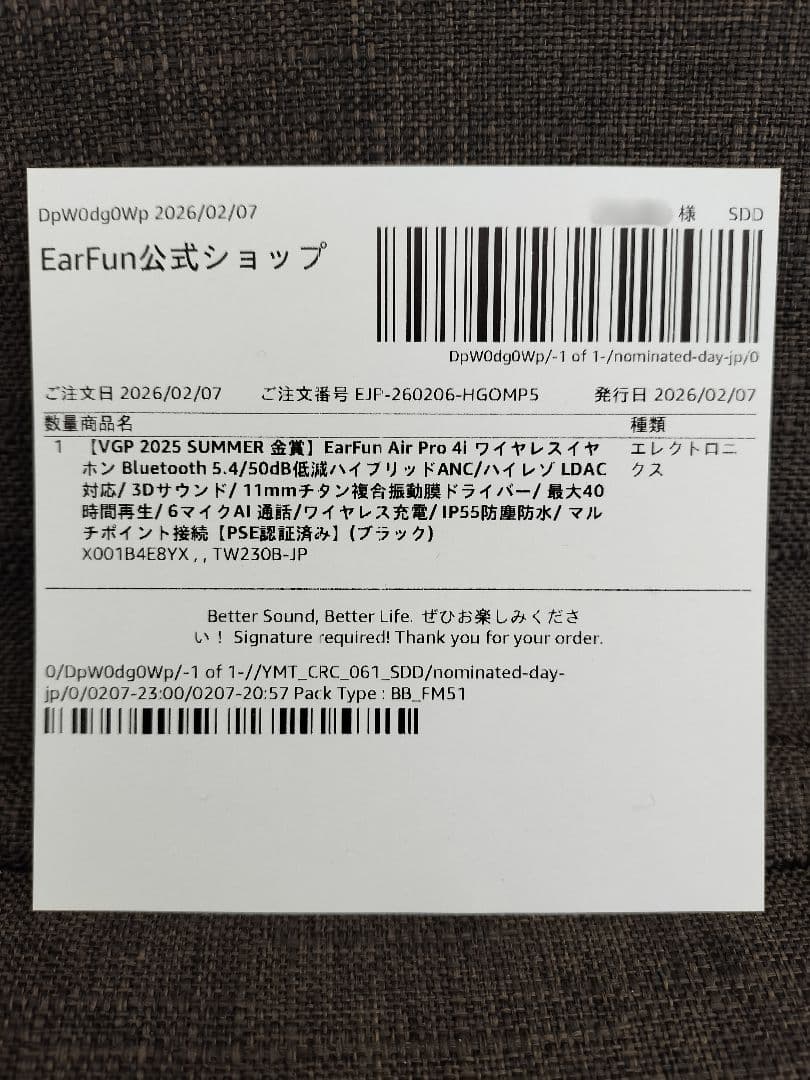 DpW0dg0Wp 2026/02/07
様 SDD
EarFun公式ショップ
DpW0dg0Wp/-1 of 1-/nominated-day-jp/0
ご注文日 2026/02/07 ご注文番号 EJP-260206-HGOMP5 発行日 2026/02/07
数量 商品名 種類
1 【VGP 2025 SUMMER 金賞】EarFun Air Pro 4i ワイヤレスイヤ エレクトロニ
ホン Bluetooth 5.4/50dB低減ハイブリッドANC/ハイレゾ LDAC クス
対応/ 3Dサウンド/ 11mmチタン複合振動膜ドライバー/ 最大40
時間再生/ 6マイクAI 通話/ワイヤレス充電/ IP55防塵防水/ マル
チポイント接続【PSE認証済み】(ブラック)
X001B4E8YX , , TW230B-JP
Better Sound, Better Life. ぜひお楽しみくださ
い！ Signature required! Thank you for your order.
0/DpW0dg0Wp/-1 of 1-//YMT_CRC_061_SDD/nominated-day-
jp/0/0207-23:00/0207-20:57 Pack Type : BB_FM51